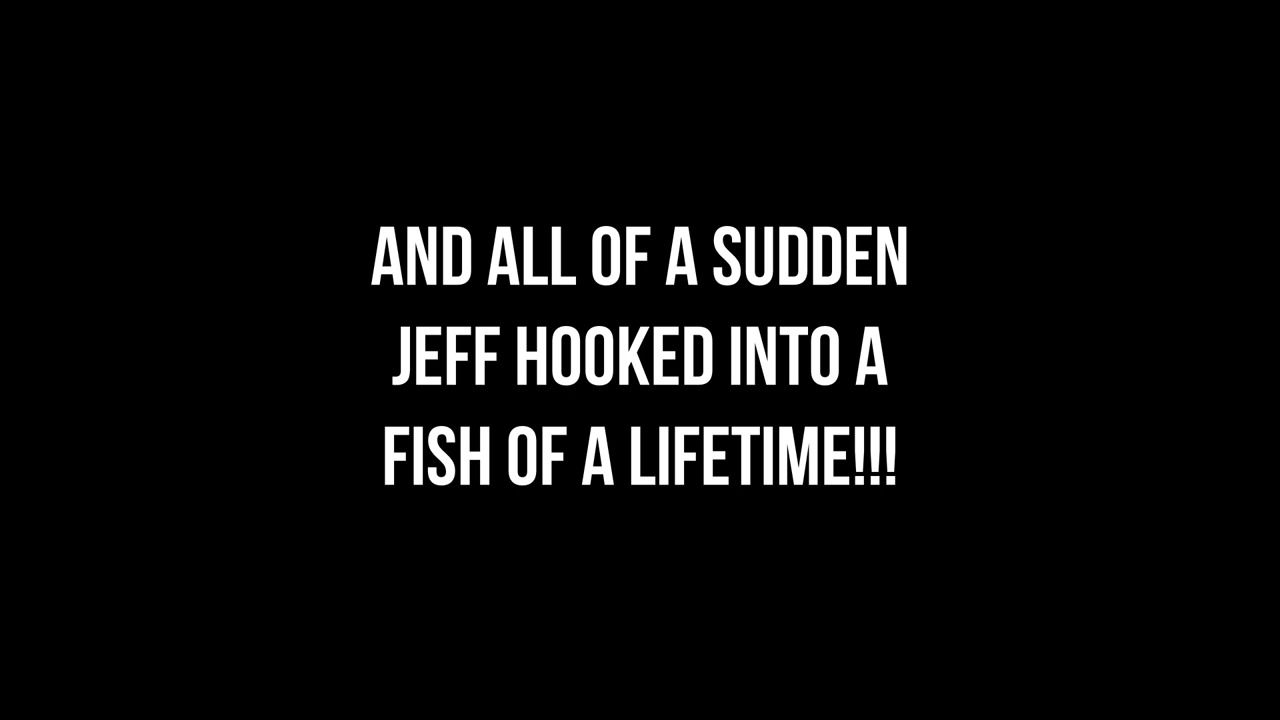 AND ALL OF A SUDDEN
JEFF HOOKED INTO A
FISH OF A LIFETIME!!!